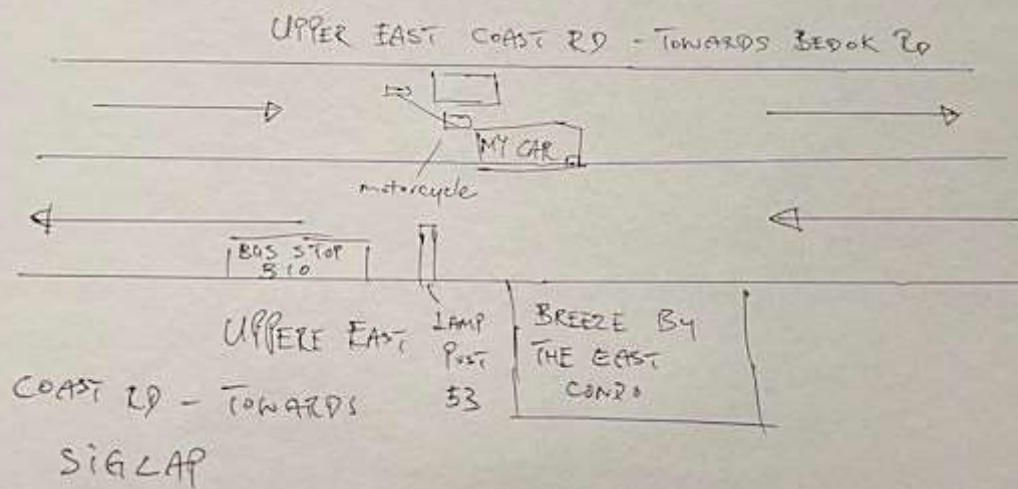 UPPER EAST COAST RD - TOWARDS BEDOK RD
MY CAR
motorcycle
BUS STOP
B10
UPPERE EAST
COAST RD - TOWARDS
SIGLAP
LAMP
POST
53
BREEZE BY
THE EAST
CONDO